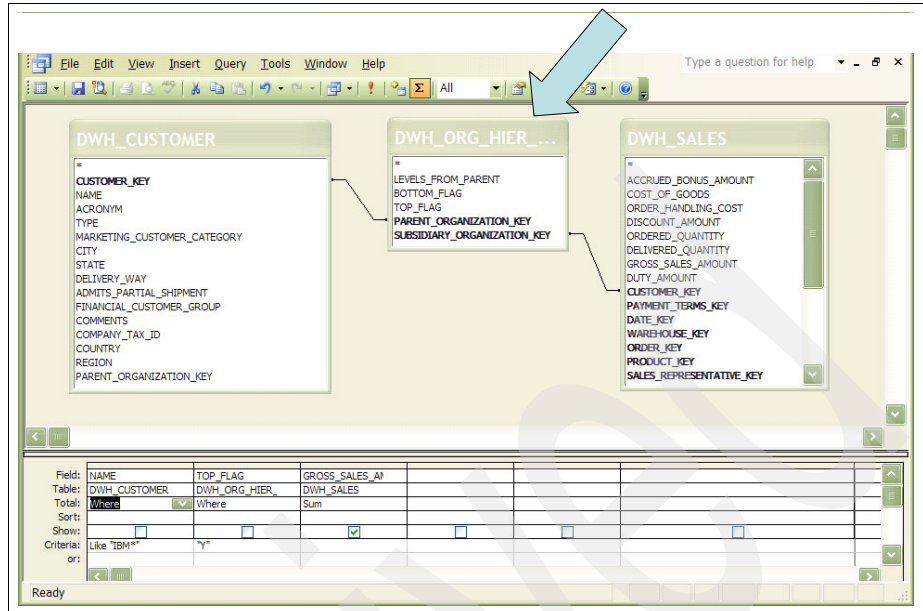 File Edit View Insert Query Tools Window Help Type a question for help
All
DWH_CUSTOMER
*
CUSTOMER_KEY
NAME
ACRONYM
TYPE
MARKETING_CUSTOMER_CATEGORY
CITY
STATE
DELIVERY_WAY
ADMITS_PARTIAL_SHIPMENT
FINANCIAL_CUSTOMER_GROUP
COMMENTS
COMPANY_TAX_ID
COUNTRY
REGION
PARENT_ORGANIZATION_KEY
DWH_ORG_HIER_...
*
LEVELS_FROM_PARENT
BOTTOM_FLAG
TOP_FLAG
PARENT_ORGANIZATION_KEY
SUBSIDIARY_ORGANIZATION_KEY
DWH_SALES
*
ACCRUED_BONUS_AMOUNT
COST_OF_GOODS
ORDER_HANDLING_COST
DISCOUNT_AMOUNT
ORDERED_QUANTITY
DELIVERED_QUANTITY
GROSS_SALES_AMOUNT
DUTY_AMOUNT
CUSTOMER_KEY
PAYMENT_TERMS_KEY
DATE_KEY
WAREHOUSE_KEY
ORDER_KEY
PRODUCT_KEY
SALES_REPRESENTATIVE_KEY
Field: NAME TOP_FLAG GROSS_SALES_AM
Table: DWH_CUSTOMER DWH_ORG_HIER_ DWH_SALES
Total: Where Where Sum
Sort:
Show:
Criteria: Like "IBM*" "Y"
or:
Ready